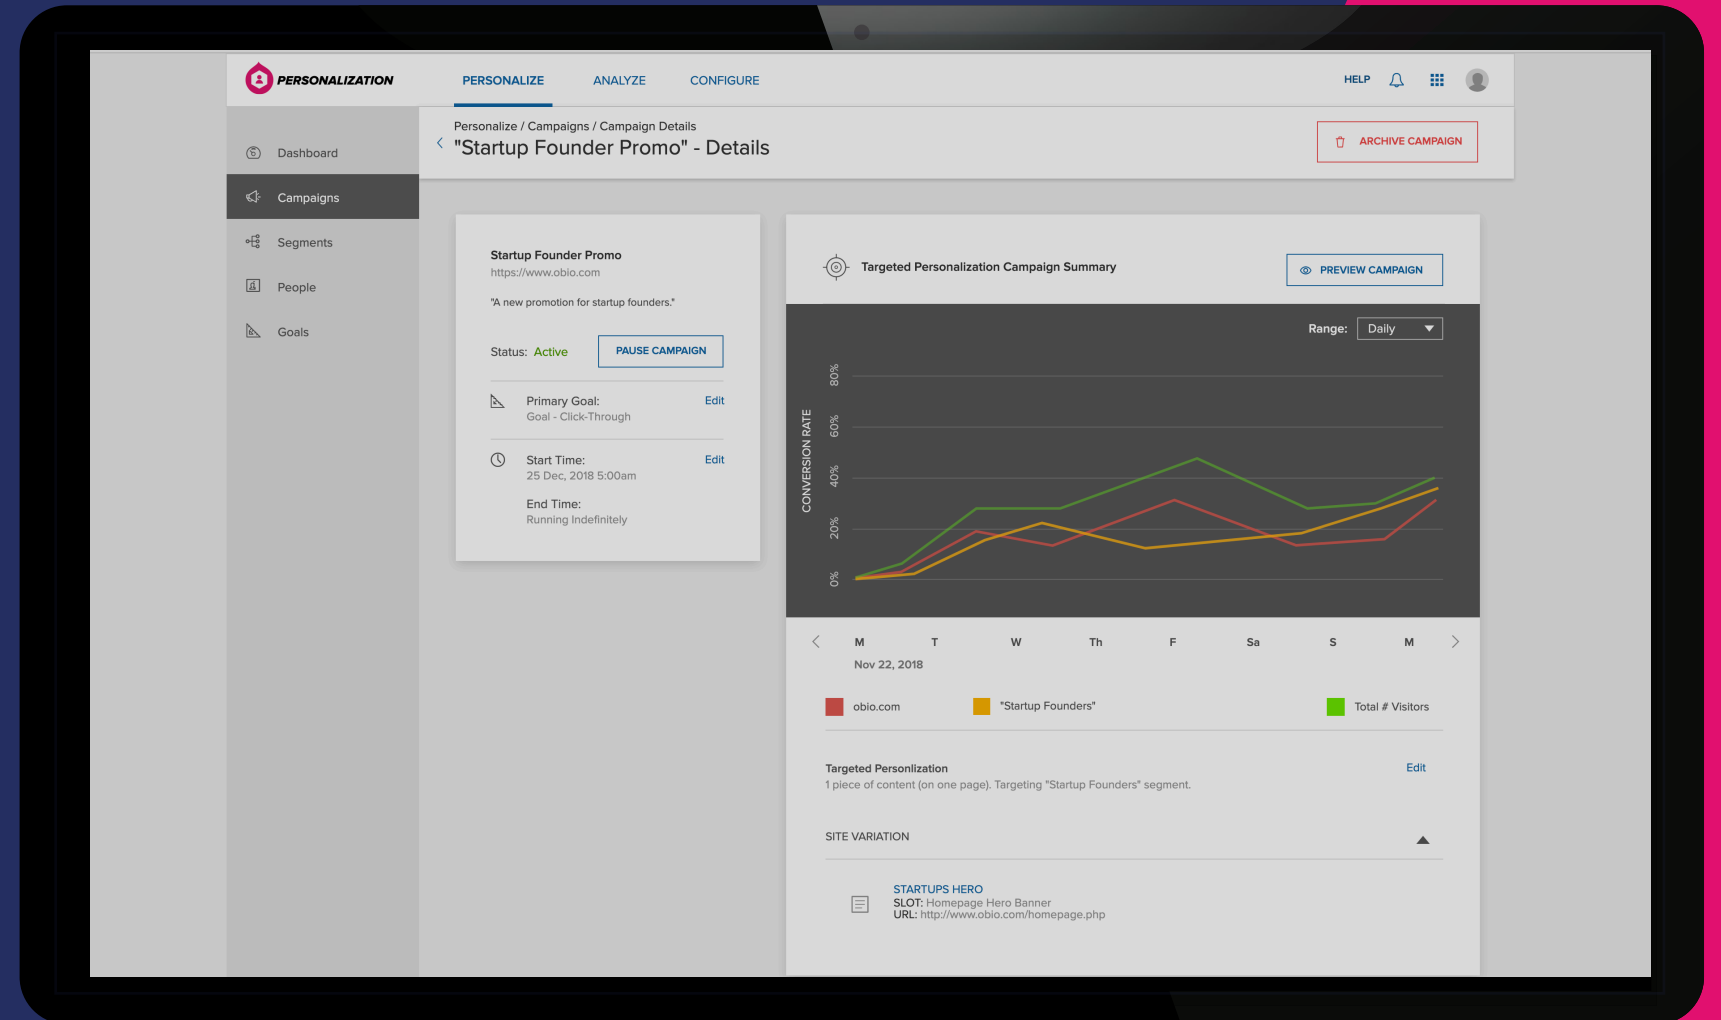 PERSONALIZATION
PERSONALIZE
ANALYZE
CONFIGURE
HELP
Personalize / Campaigns / Campaign Details
"Startup Founder Promo" - Details
ARCHIVE CAMPAIGN
Dashboard
Campaigns
Segments
People
Goals
Startup Founder Promo
https://www.obio.com
"A new promotion for startup founders."
Status: Active
PAUSE CAMPAIGN
Primary Goal:
Edit
Goal - Click-Through
Start Time:
Edit
25 Dec, 2018 5:00am
End Time:
Running Indefinitely
Targeted Personalization Campaign Summary
PREVIEW CAMPAIGN
Range: Daily
CONVERSION RATE
80%
60%
40%
20%
0%
M T W Th F Sa S M
Nov 22, 2018
obio.com
"Startup Founders"
Total # Visitors
Targeted Personlization
Edit
1 piece of content (on one page). Targeting "Startup Founders" segment.
SITE VARIATION
STARTUPS HERO
SLOT: Homepage Hero Banner
URL: http://www.obio.com/homepage.php